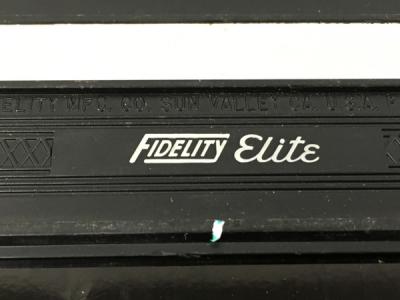 ELITY MFG. CO. SUN VALLEY CA. U.S.A.
FIDELITY Elite